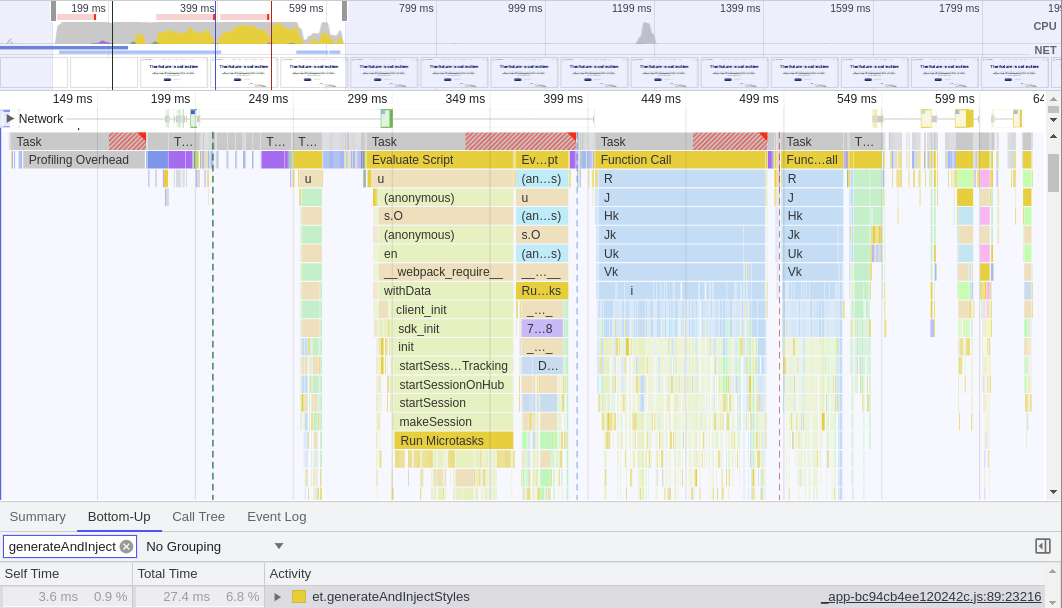 199 ms 399 ms 599 ms 799 ms 999 ms 1199 ms 1399 ms 1599 ms 1799 ms 199
CPU
NET
149 ms 199 ms 249 ms 299 ms 349 ms 399 ms 449 ms 499 ms 549 ms 599 ms 64
Network
Task T… T… T… Task Task Task T…
Profiling Overhead Evaluate Script Ev…pt Function Call Func…all
u u (an…s) R R
(anonymous) u J J
s.O (an…s) Hk Hk
(anonymous) s.O Jk Jk
en (an…s) Uk Uk
__webpack_require__ __…__ Vk Vk
withData Ru…ks i
client_init _…_
sdk_init 7…8
init _…_
startSess…Tracking D…
startSessionOnHub
startSession
makeSession
Run Microtasks
Summary Bottom-Up Call Tree Event Log
generateAndInject No Grouping
Self Time Total Time Activity
3.6 ms 0.9 % 27.4 ms 6.8 % et.generateAndInjectStyles _app-bc94cb4ee120242c.js:89:23216